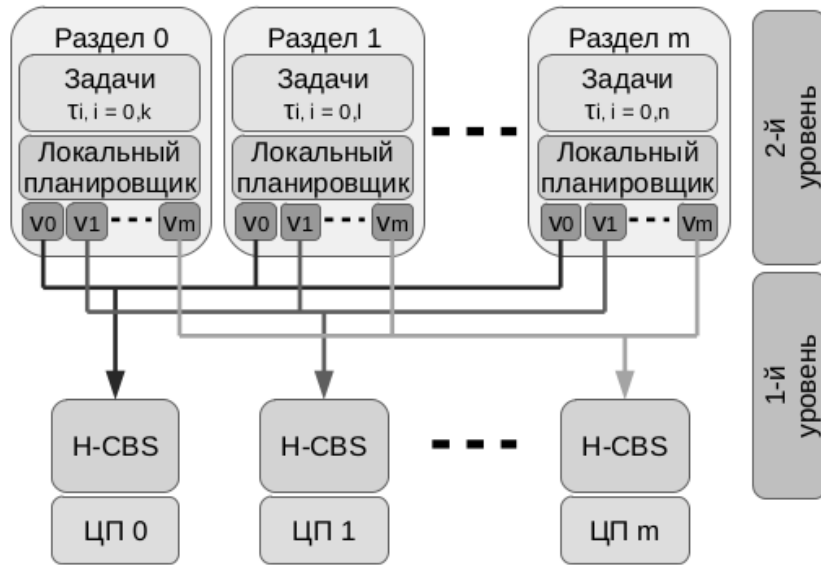 Раздел 0
Раздел 1
Раздел m
Задачи
τi, i = 0,k
Задачи
τi, i = 0,l
Задачи
τi, i = 0,n
Локальный
планировщик
Локальный
планировщик
Локальный
планировщик
V0 V1 Vm
V0 V1 Vm
V0 V1 Vm
2-й
уровень
1-й
уровень
H-CBS
H-CBS
H-CBS
ЦП 0
ЦП 1
ЦП m